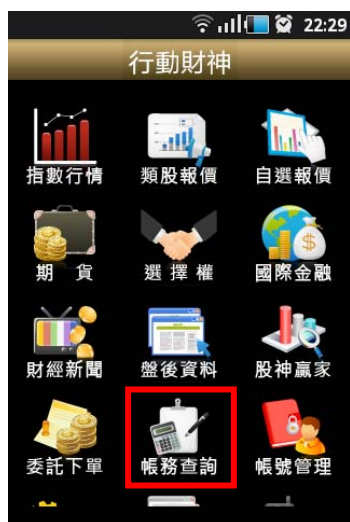 22:29
行動財神
指數行情 類股報價 自選報價
期 貨 選擇權 國際金融
$
財經新聞 盤後資料 股神贏家
委託下單 帳務查詢 帳號管理